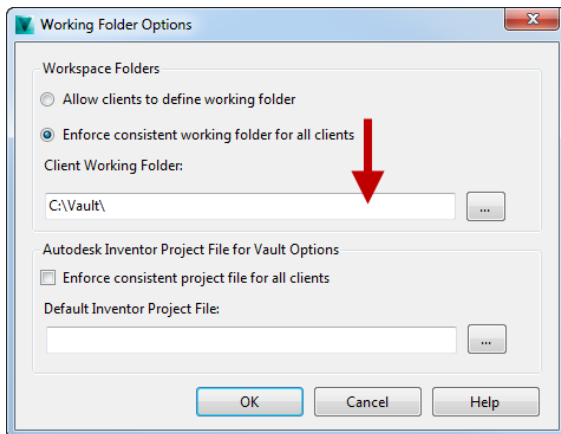 Working Folder Options
Workspace Folders
Allow clients to define working folder
Enforce consistent working folder for all clients
Client Working Folder:
C:\Vault\
...
Autodesk Inventor Project File for Vault Options
Enforce consistent project file for all clients
Default Inventor Project File:
...
OK Cancel Help